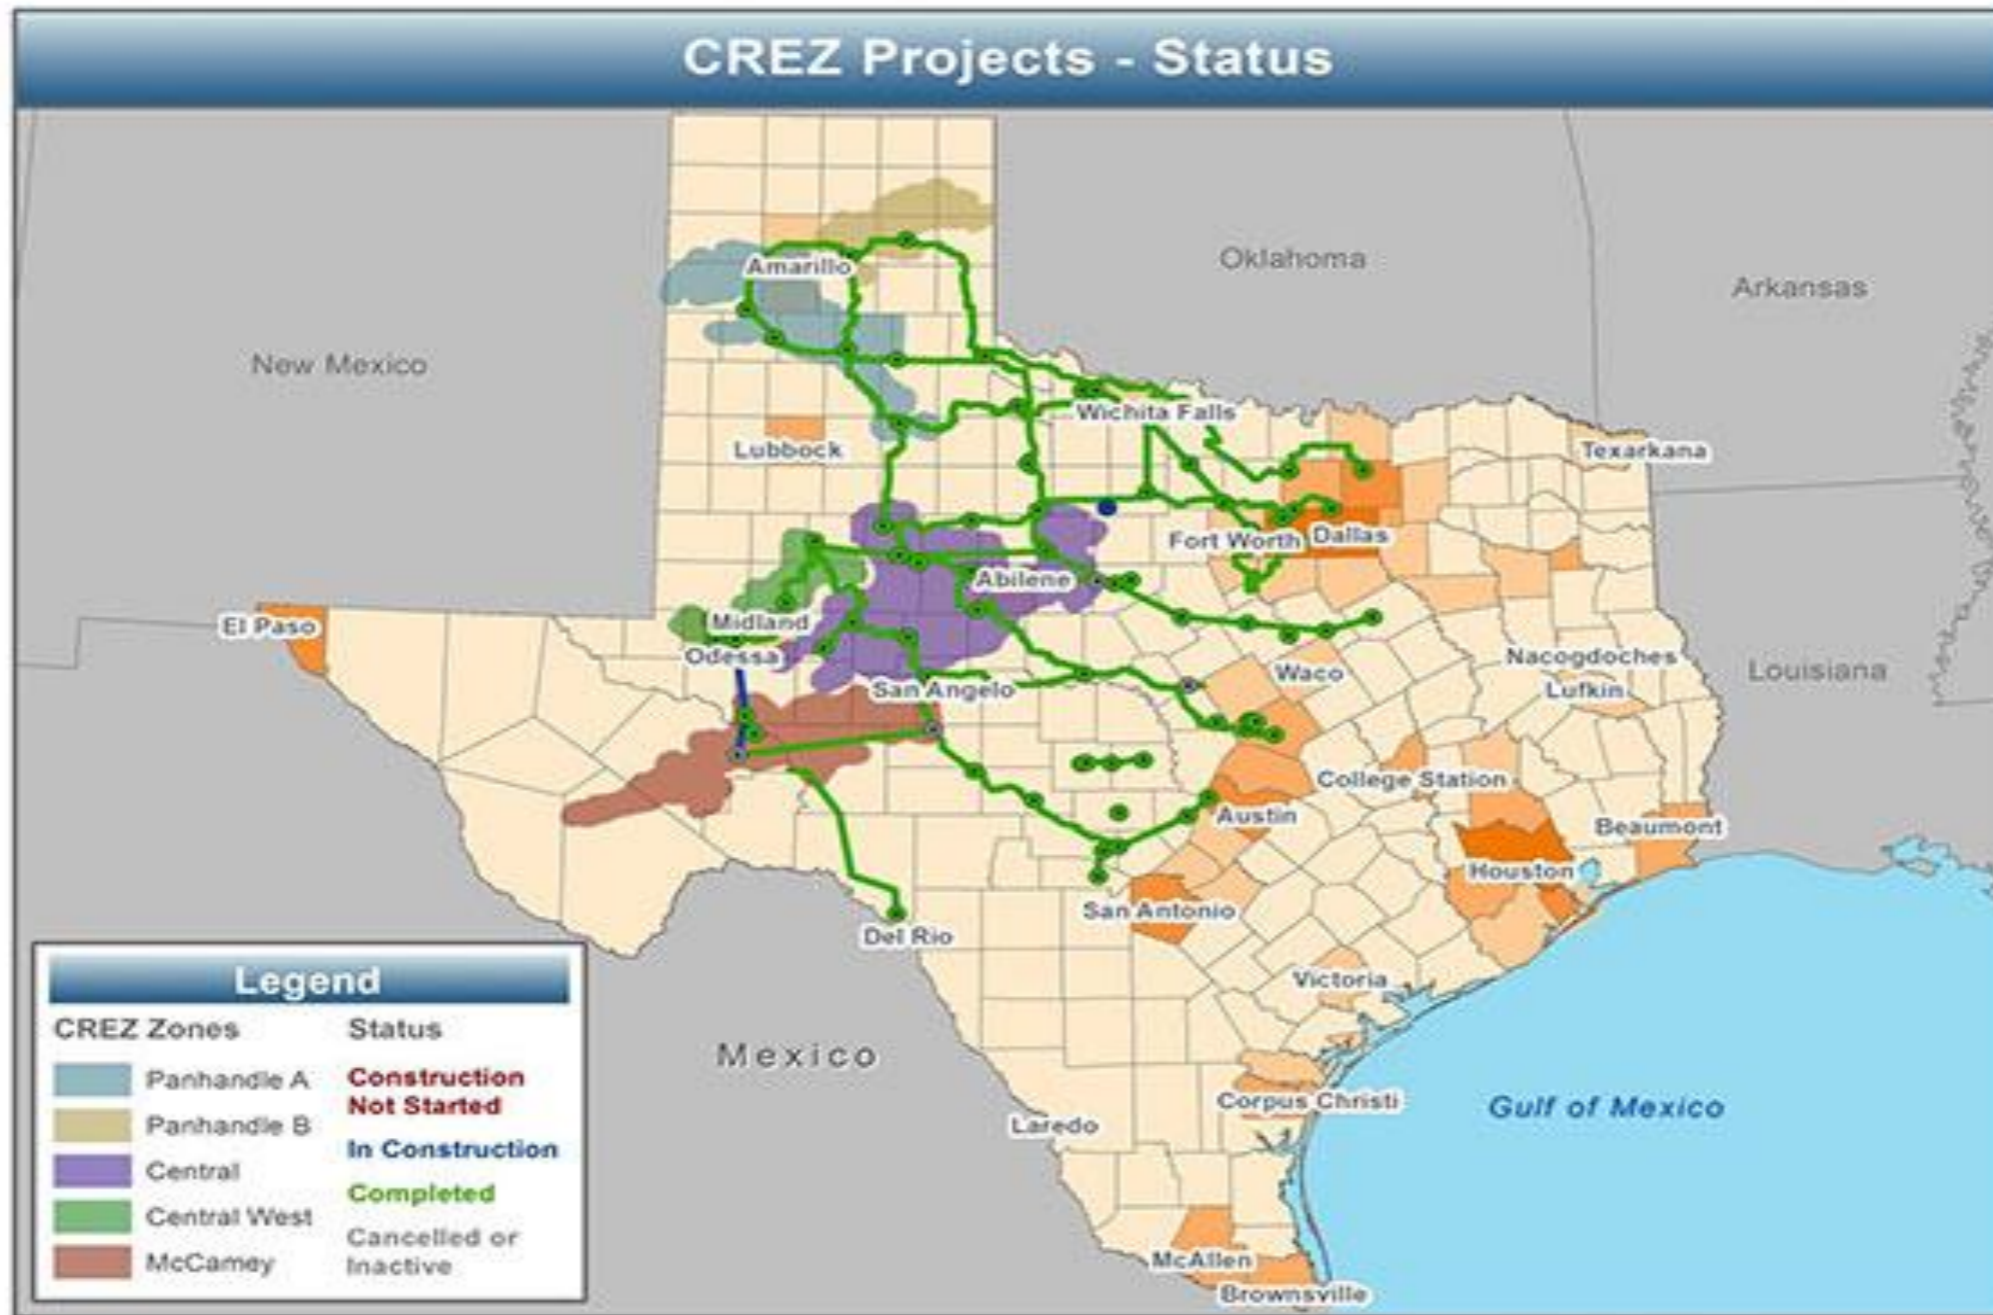 CREZ Projects - Status
Oklahoma
Arkansas
Amarillo
New Mexico
Wichita Falls
Lubbock
Texarkana
Fort Worth
Dallas
Abilene
El Paso
Midland
Odessa
San Angelo
Waco
Nacogdoches
Lufkin
Louisiana
College Station
Austin
Beaumont
Houston
San Antonio
Del Rio
Victoria
Mexico
Corpus Christi
Gulf of Mexico
Laredo
McAllen
Brownsville
Legend
CREZ Zones
Panhandle A
Panhandle B
Central
Central West
McCamey
Status
Construction
Not Started
In Construction
Completed
Cancelled or
Inactive